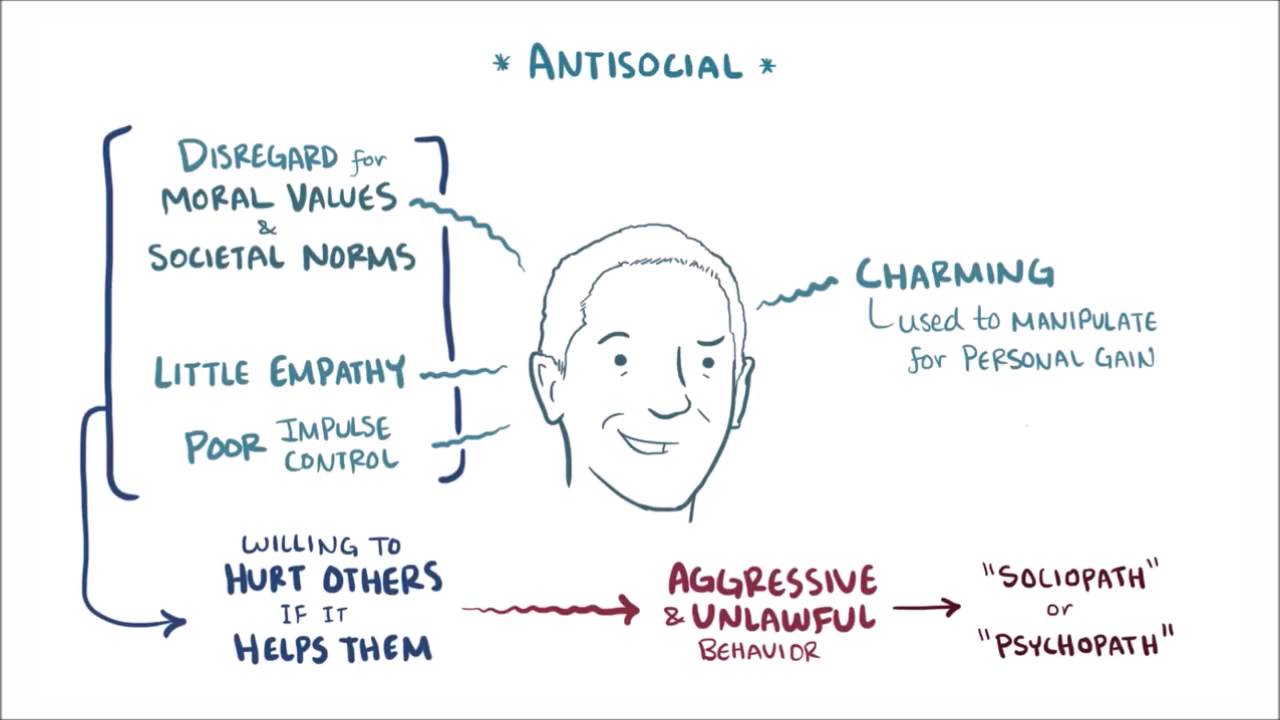 * ANTISOCIAL *
DISREGARD for
MORAL VALUES
&
SOCIETAL NORMS
LITTLE EMPATHY
POOR IMPULSE
CONTROL
CHARMING
used to MANIPULATE
for PERSONAL GAIN
WILLING TO
HURT OTHERS
IF IT
HELPS THEM
AGGRESSIVE
& UNLAWFUL
BEHAVIOR
"SOCIOPATH"
or
"PSYCHOPATH"